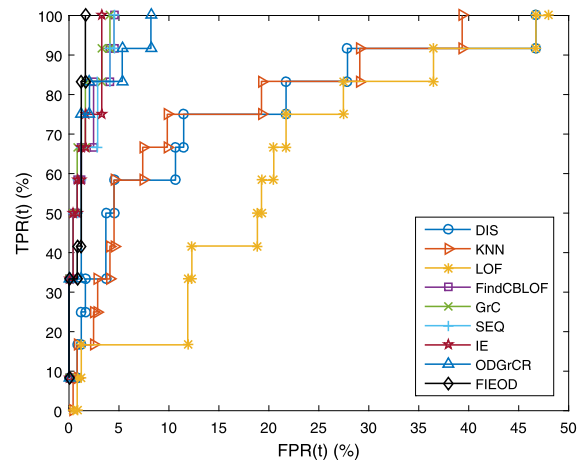 TPR(t) (%)
100
90
80
70
60
50
40
30
20
10
0
DIS
KNN
LOF
FindCBLOF
GrC
SEQ
IE
ODGrCR
FIEOD
0 5 10 15 20 25 30 35 40 45 50
FPR(t) (%)